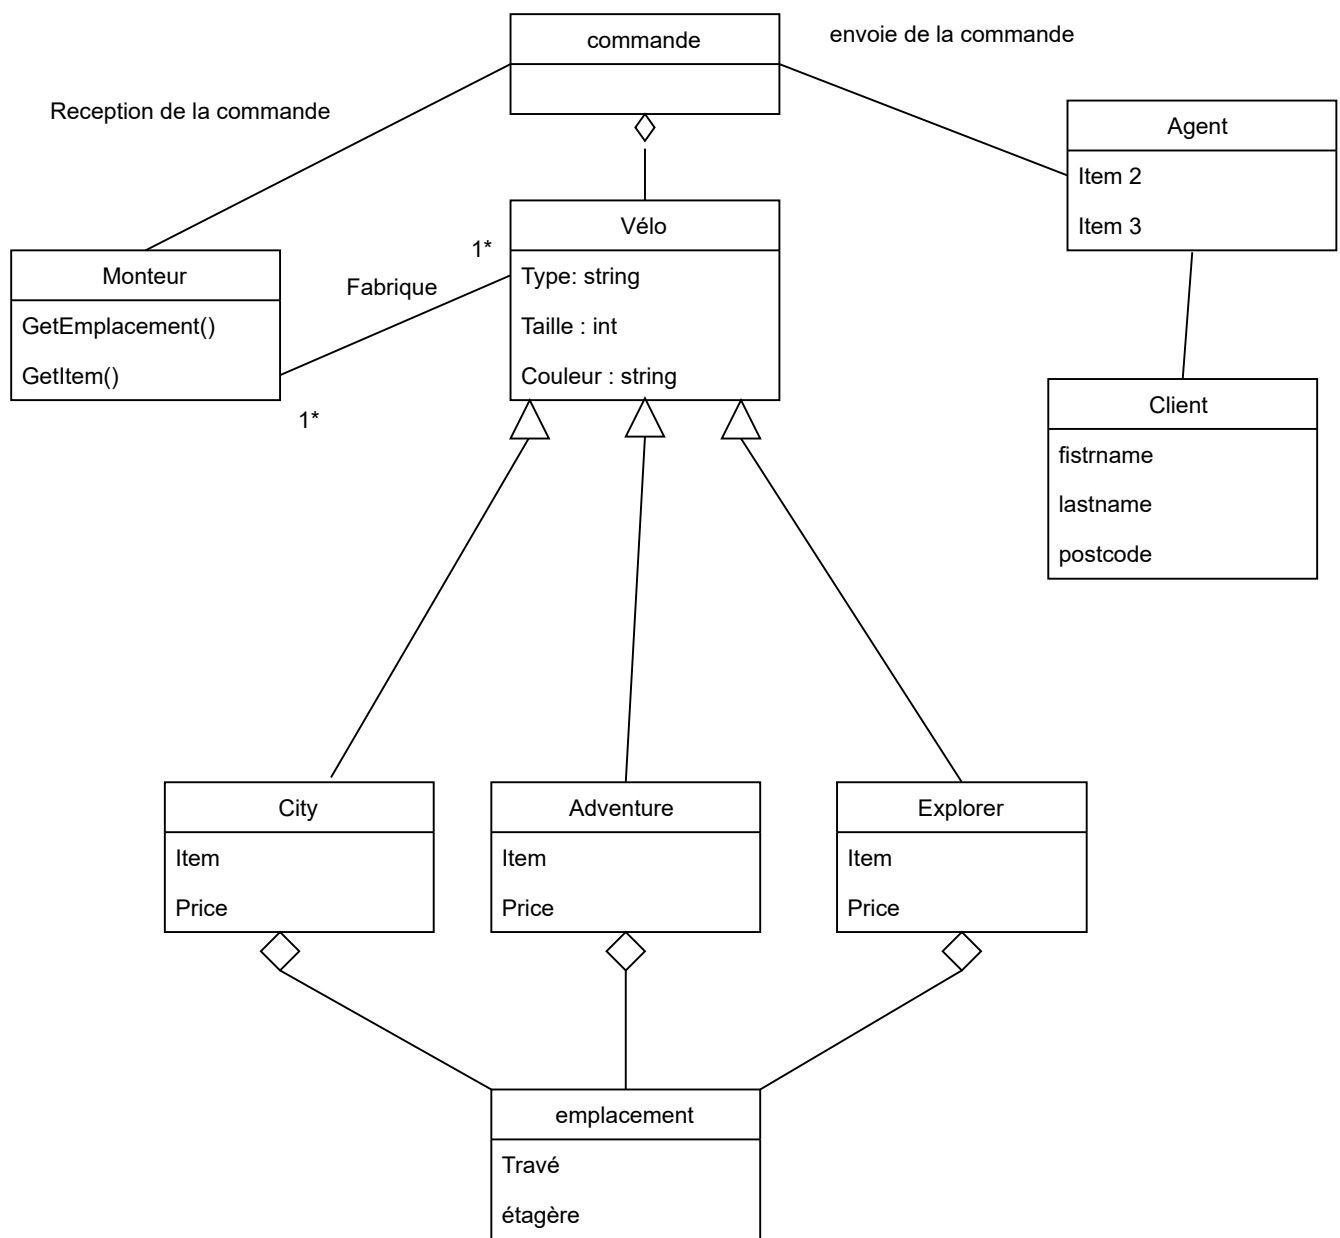 commande
envoie de la commande
Reception de la commande
Agent
Item 2
Item 3
Vélo
Type: string
Taille : int
Couleur : string
1*
Fabrique
Monteur
GetEmplacement()
GetItem()
1*
Client
fistrname
lastname
postcode
City
Item
Price
Adventure
Item
Price
Explorer
Item
Price
emplacement
Travé
étagère